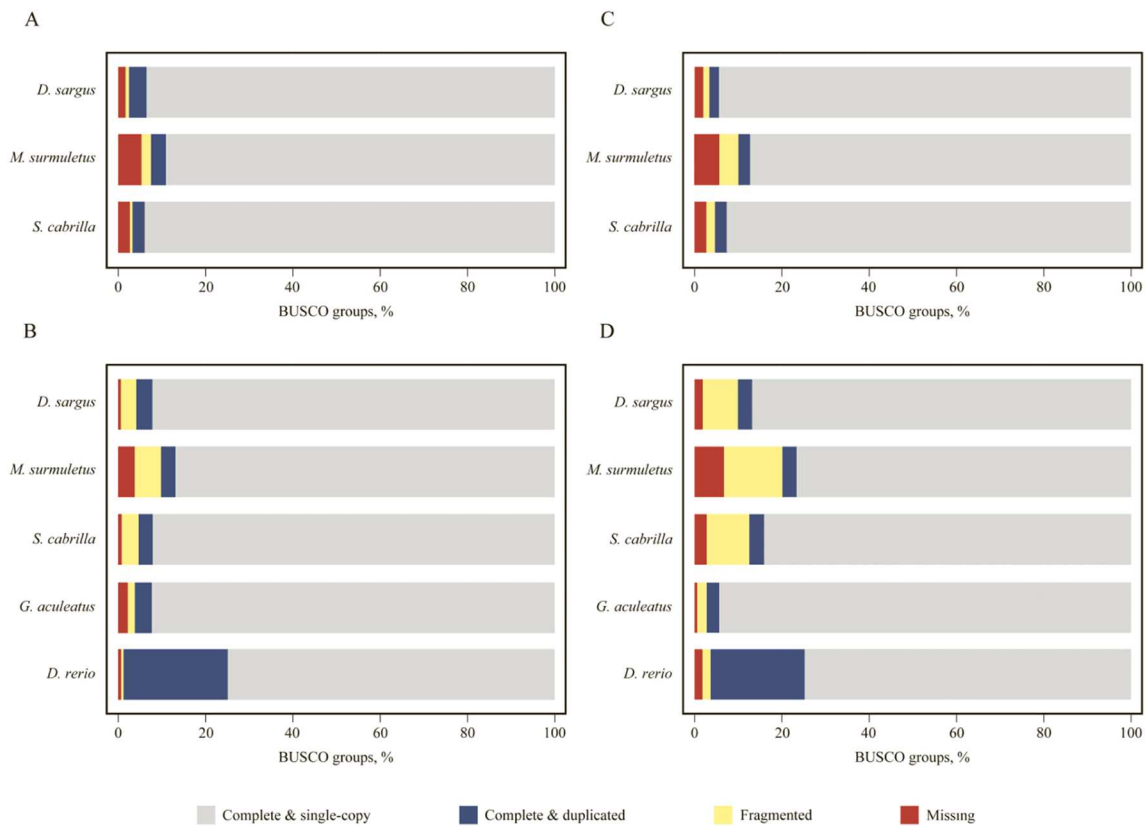 A
D. sargus
M. surmuletus
S. cabrilla
0 20 40 60 80 100
BUSCO groups, %
C
D. sargus
M. surmuletus
S. cabrilla
0 20 40 60 80 100
BUSCO groups, %
B
D. sargus
M. surmuletus
S. cabrilla
G. aculeatus
D. rerio
0 20 40 60 80 100
BUSCO groups, %
D
D. sargus
M. surmuletus
S. cabrilla
G. aculeatus
D. rerio
0 20 40 60 80 100
BUSCO groups, %
Complete & single-copy Complete & duplicated Fragmented Missing